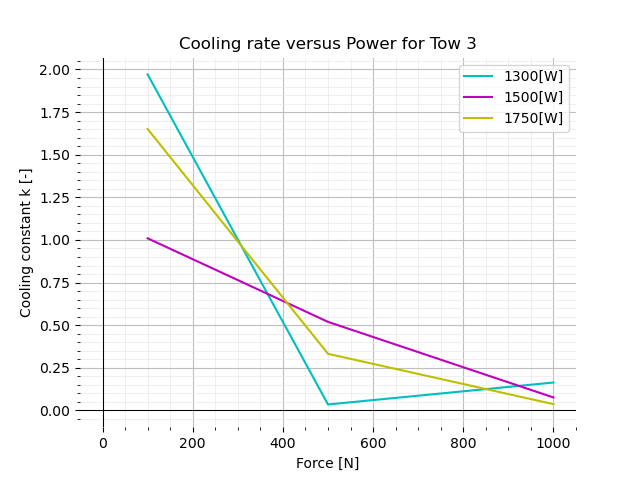 Cooling rate versus Power for Tow 3
1300[W]
1500[W]
1750[W]
Cooling constant k [-]
2.00
1.75
1.50
1.25
1.00
0.75
0.50
0.25
0.00
0 200 400 600 800 1000
Force [N]